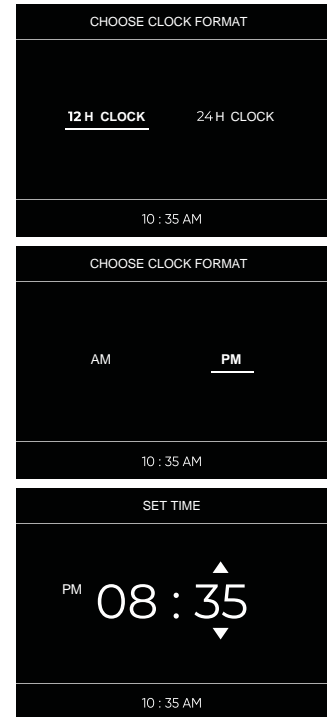 CHOOSE CLOCK FORMAT
12 H CLOCK 24 H CLOCK
10 : 35 AM
CHOOSE CLOCK FORMAT
AM PM
10 : 35 AM
SET TIME
PM 08 : 35
10 : 35 AM